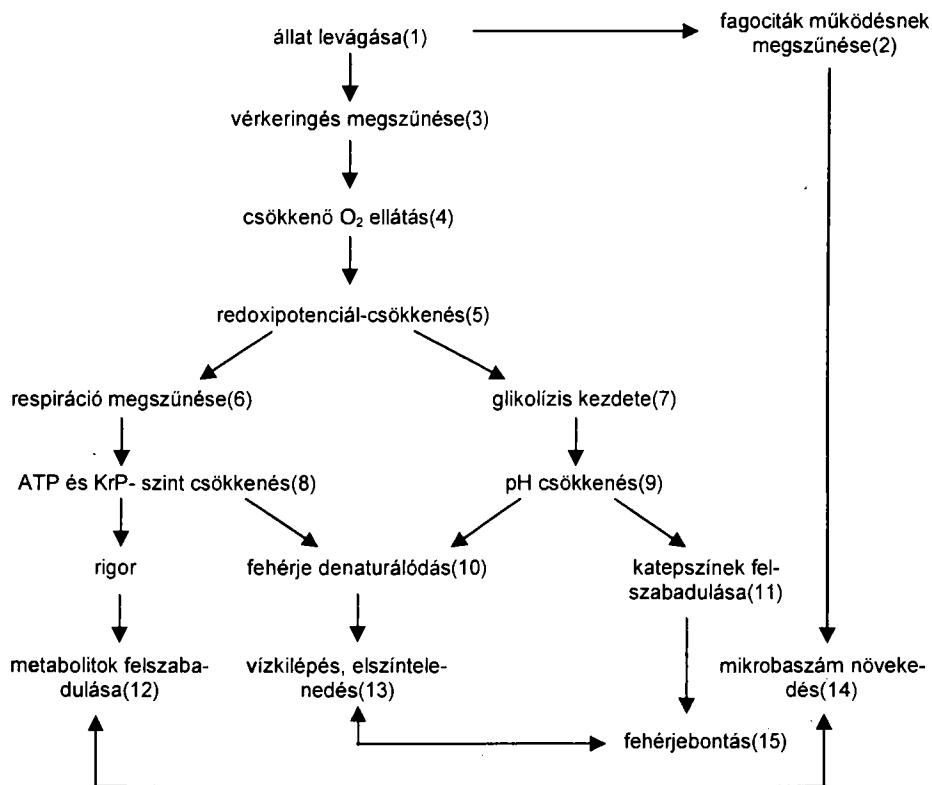 állat levágása(1)
fagociták működésnek
megszűnése(2)
vérkeringés megszűnése(3)
csökkenő O₂ ellátás(4)
redoxipotenciál-csökkenés(5)
respiráció megszűnése(6)
glikolízis kezdete(7)
ATP és KrP- szint csökkenés(8)
pH csökkenés(9)
rigor
fehérje denaturálódás(10)
katepszínek fel-
szabadulása(11)
metabolitok felszaba-
dulása(12)
vízkilépés, elszíntele-
nedés(13)
mikrobaszám növeke-
dés(14)
fehérjebontás(15)